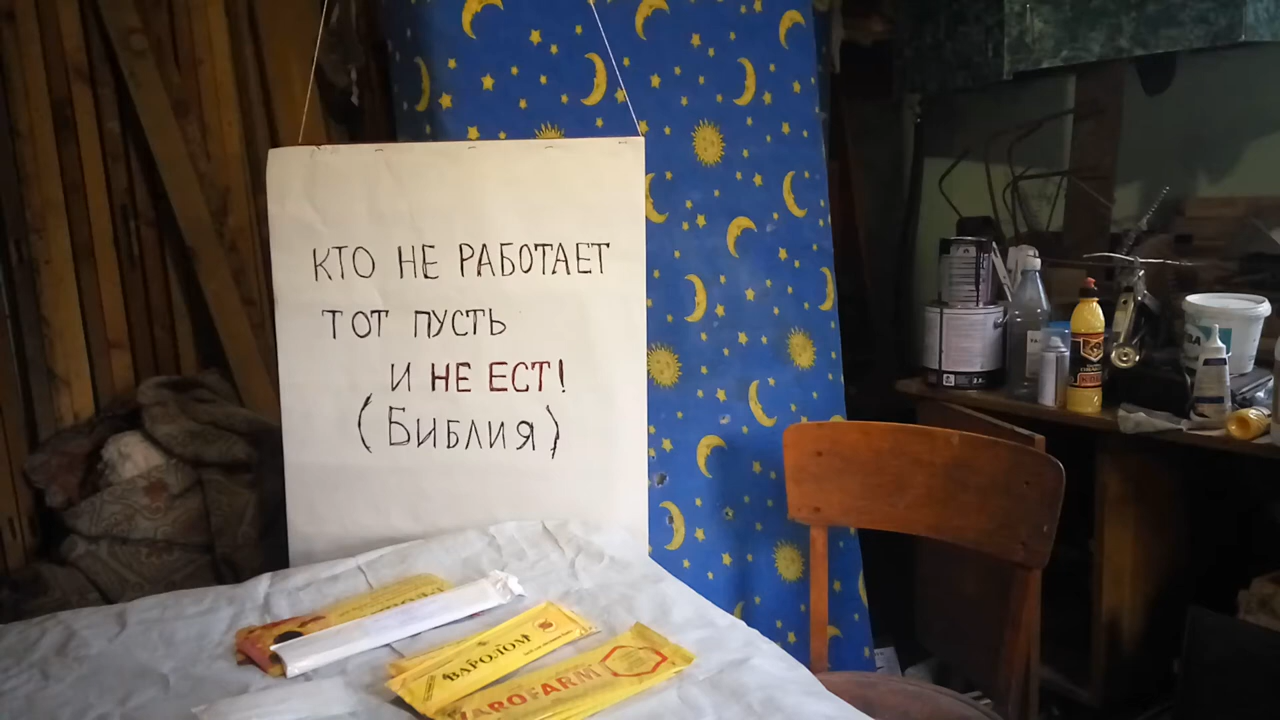 КТО НЕ РАБОТАЕТ
ТОТ ПУСТЬ
И НЕ ЕСТ!
(БИБЛИЯ)
ВАРОЛОМ
VAROFARM